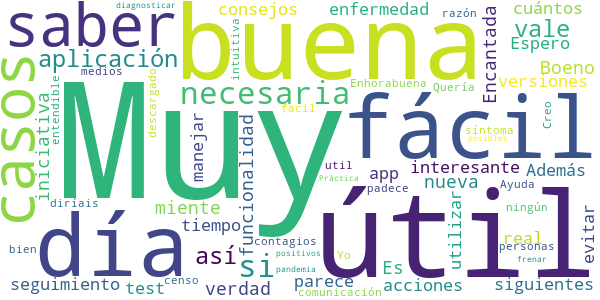 diagnosticar
saber
buena
consejos
enfermedad
razón
cuántos
vale
Espero
aplicación
medios
intuitiva
Encantada
Boeno
versiones
casos
iniciativa
entendible
descargado
necesaria
Enhorabuena
Quería
Muy
fácil
facil
Creo
síntoma
posibles
manejar
funcionalidad
util
Práctica
app
padece
interesante
nueva
Además
Ayuda
ningún
diriais
miente
día
así
tiempo
si
contagios
positivos
pandemia
Yo
útil
utilizar
real
personas
frenar
evitar
bien
seguimiento
test
censo
verdad
parece
comunicación
Es
acciones
siguientes